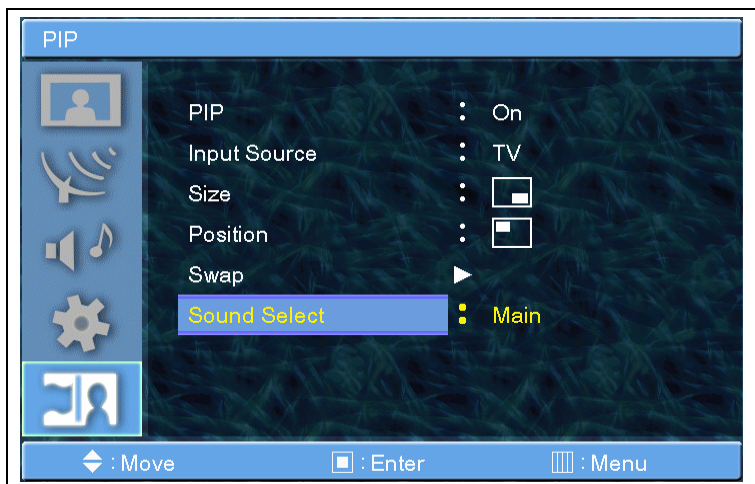 PIP
PIP : On
Input Source : TV
Size :
Position :
Swap
Sound Select : Main
: Move : Enter : Menu